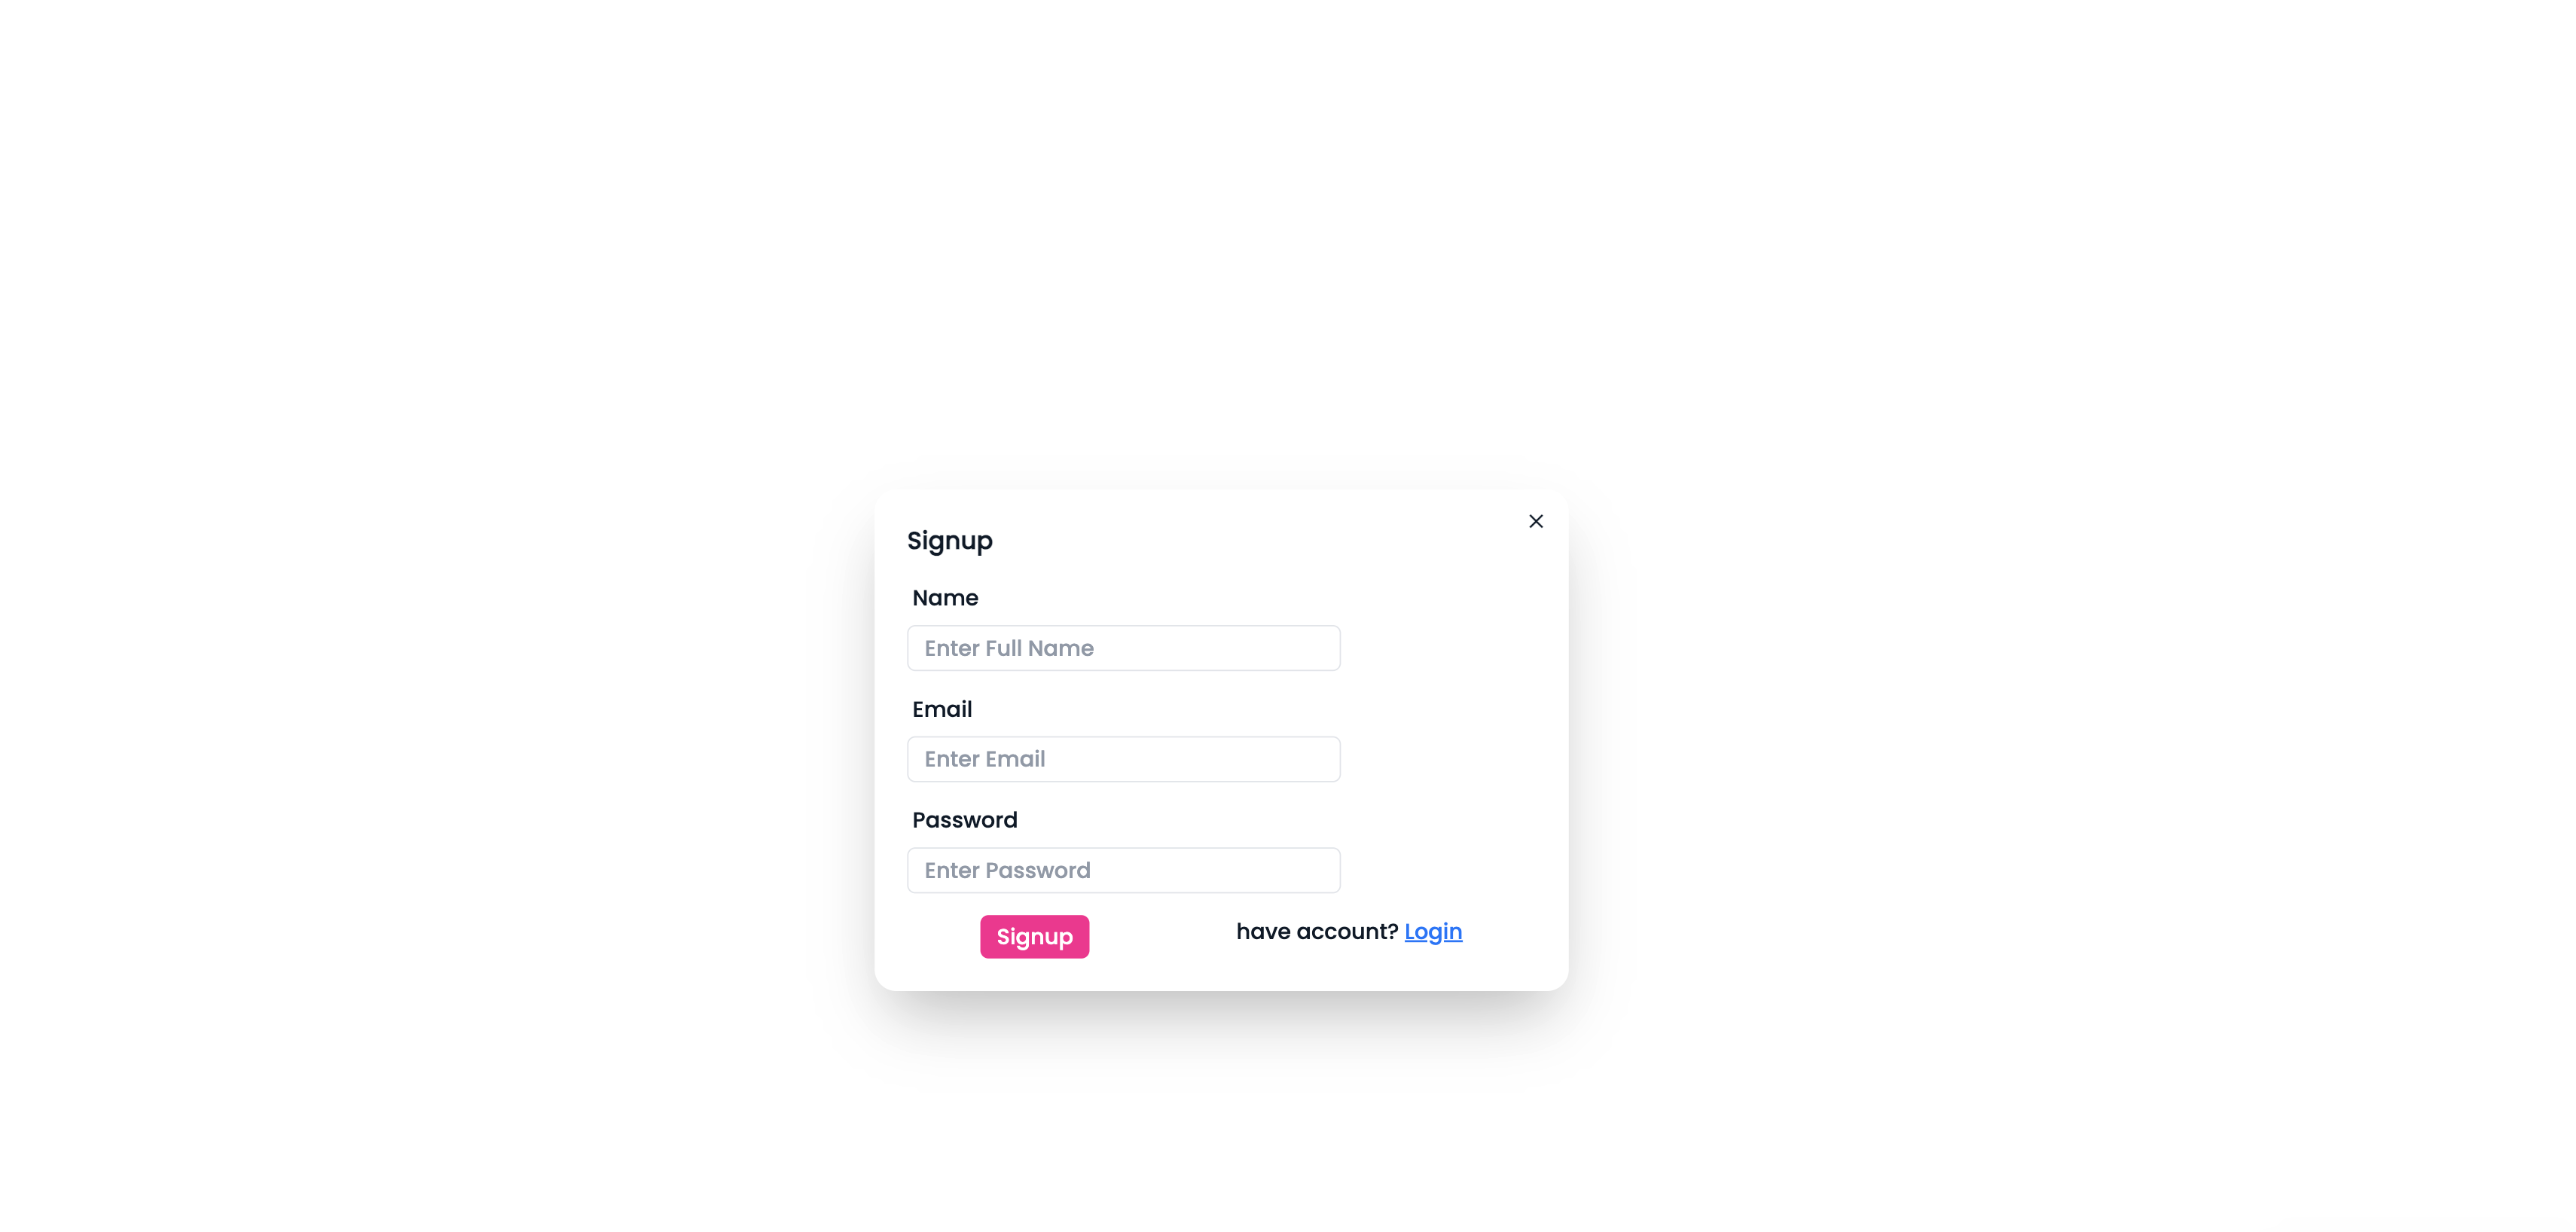 Signup
Name
Enter Full Name
Email
Enter Email
Password
Enter Password
Signup
have account? Login